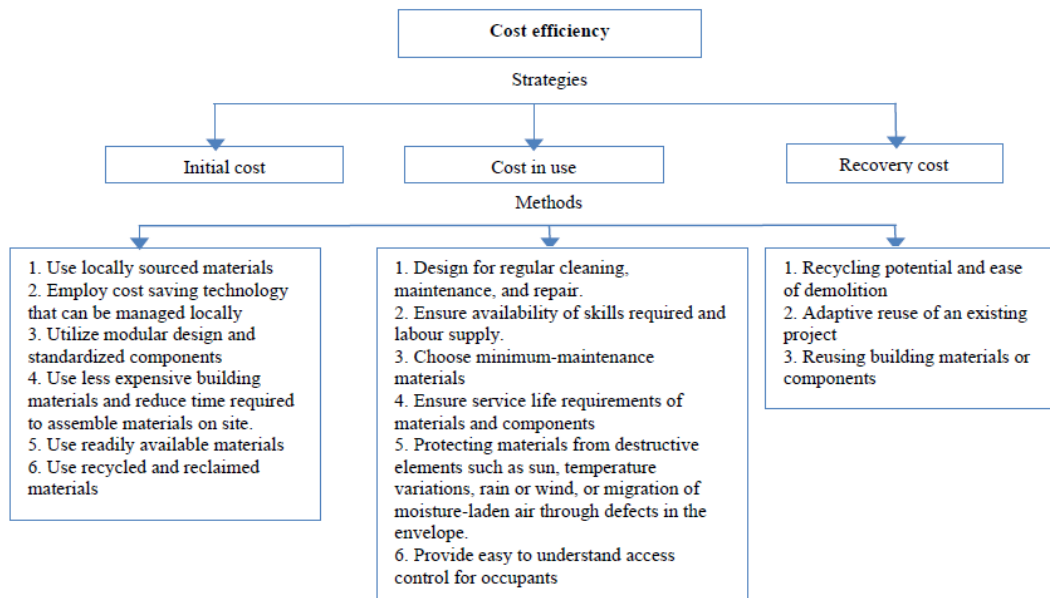 Cost efficiency
Strategies
Initial cost
Cost in use
Recovery cost
Methods
1. Use locally sourced materials
2. Employ cost saving technology
that can be managed locally
3. Utilize modular design and
standardized components
4. Use less expensive building
materials and reduce time required
to assemble materials on site.
5. Use readily available materials
6. Use recycled and reclaimed
materials
1. Design for regular cleaning,
maintenance, and repair.
2. Ensure availability of skills required and
labour supply.
3. Choose minimum-maintenance
materials
4. Ensure service life requirements of
materials and components
5. Protecting materials from destructive
elements such as sun, temperature
variations, rain or wind, or migration of
moisture-laden air through defects in the
envelope.
6. Provide easy to understand access
control for occupants
1. Recycling potential and ease
of demolition
2. Adaptive reuse of an existing
project
3. Reusing building materials or
components